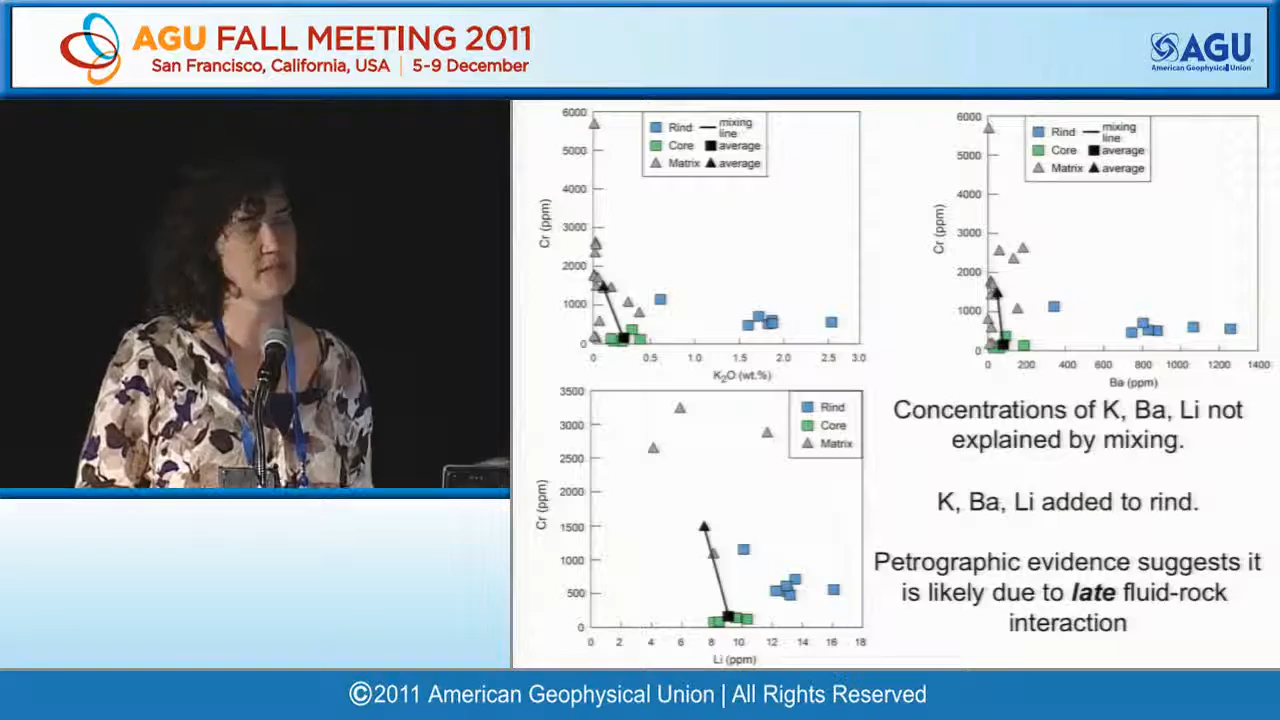 AGU FALL MEETING 2011
San Francisco, California, USA | 5-9 December
AGU
American Geophysical Union
6000
5000
4000
3000
2000
1000
0
Cr (ppm)
Rind
mixing line
Core
average
Matrix
average
0 0.5 1.0 1.5 2.0 2.5 3.0
K2O (wt.%)
6000
5000
4000
3000
2000
1000
0
Cr (ppm)
Rind
mixing line
Core
average
Matrix
average
0 200 400 600 800 1000 1200 1400
Ba (ppm)
3500
3000
2500
2000
1500
1000
500
0
Cr (ppm)
Rind
Core
Matrix
0 2 4 6 8 10 12 14 16 18
Li (ppm)
Concentrations of K, Ba, Li not
explained by mixing.
K, Ba, Li added to rind.
Petrographic evidence suggests it
is likely due to late fluid-rock
interaction
©2011 American Geophysical Union | All Rights Reserved